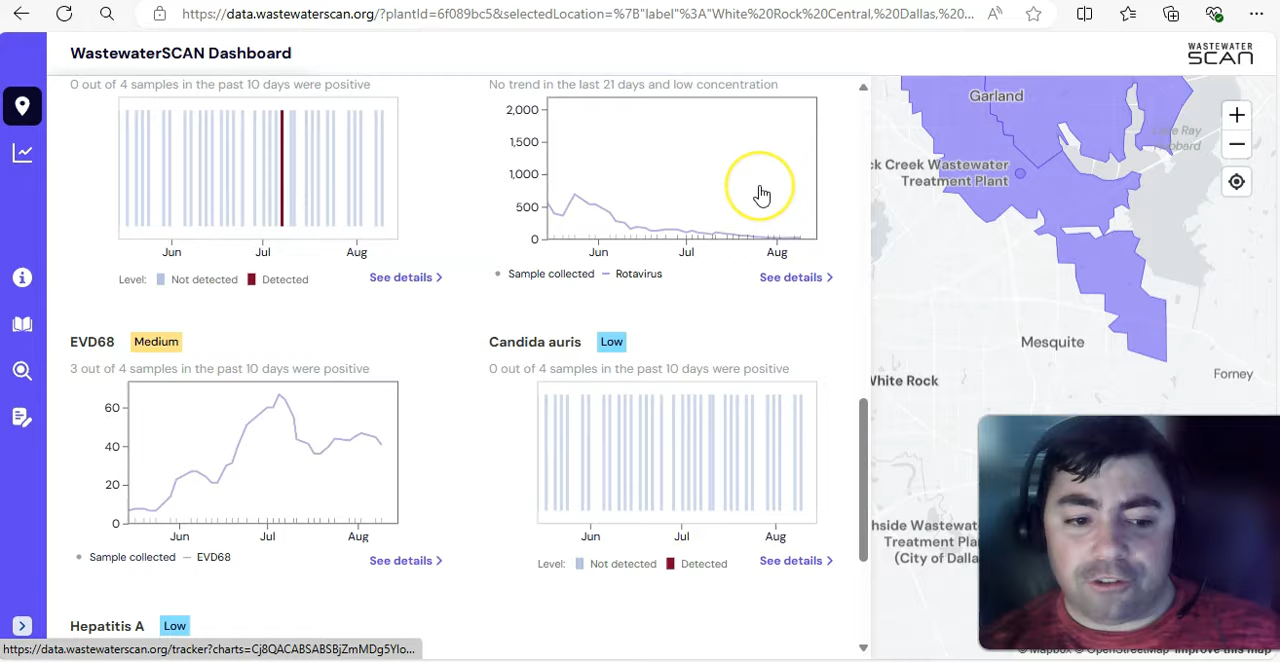 https://data.wastewaterscan.org/?plantId=6f089bc5&selectedLocation=%7B"label"%3A"White%20Rock%20Central,%20Dallas,%20...
WastewaterSCAN Dashboard
WASTEWATER
SCAN
0 out of 4 samples in the past 10 days were positive
Jun
Jul
Aug
Level:
Not detected
Detected
See details >
No trend in the last 21 days and low concentration
2,000
1,500
1,000
500
0
Jun
Jul
Aug
Sample collected
Rotavirus
See details >
EVD68
Medium
3 out of 4 samples in the past 10 days were positive
60
40
20
0
Jun
Jul
Aug
Sample collected
EVD68
See details >
Candida auris
Low
0 out of 4 samples in the past 10 days were positive
Jun
Jul
Aug
Level:
Not detected
Detected
See details >
Hepatitis A
Low
https://data.wastewaterscan.org/tracker?charts=Cj8QACABSABSBjZmMDg5Ylo...
Garland
Lake Ray
Hubbard
ck Creek Wastewater
Treatment Plant
Mesquite
White Rock
Forney
hside Wastewat
Treatment Plan
(City of Dalla
© Mapbox © OpenStreetMap Improve this map